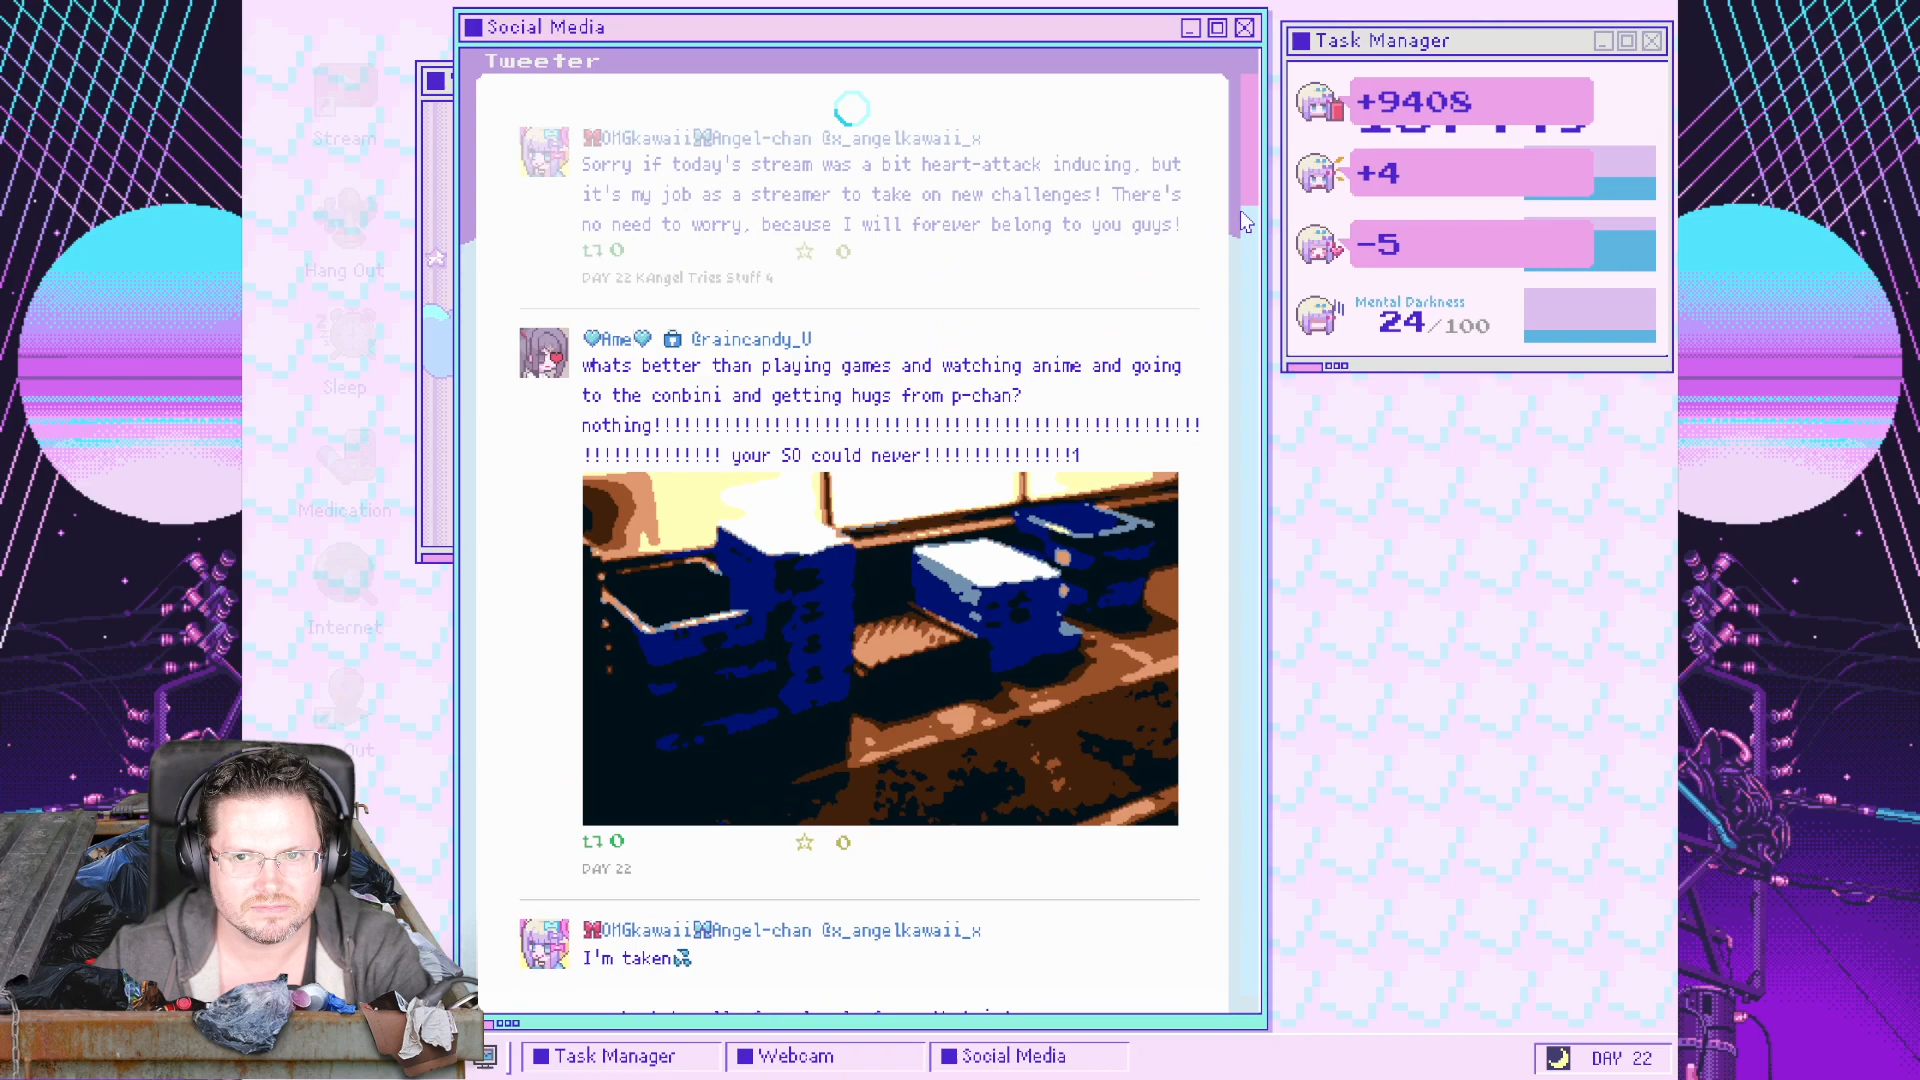 Social Media
Tweeter
OMGkawaii Angel-chan @x_angelkawaii_x
Sorry if today's stream was a bit heart-attack inducing, but
it's my job as a streamer to take on new challenges! There's
no need to worry, because I will forever belong to you guys!
0
0
DAY 22 KAngel Tries Stuff 4
Ame @raincandy_U
whats better than playing games and watching anime and going
to the conbini and getting hugs from p-chan?
nothing!!!!!!!!!!!!!!!!!!!!!!!!!!!!!!!!!!!!!!!!!!!!!!!!!!!!!!!
!!!!!!!!!!!!!! your SO could never!!!!!!!!!!!!!!!1
0
0
DAY 22
OMGkawaii Angel-chan @x_angelkawaii_x
I'm taken
Task Manager
+9408
+4
-5
Mental Darkness
24/100
Stream
Hang Out
Sleep
Medication
Internet
Task Manager
Webcam
Social Media
DAY 22